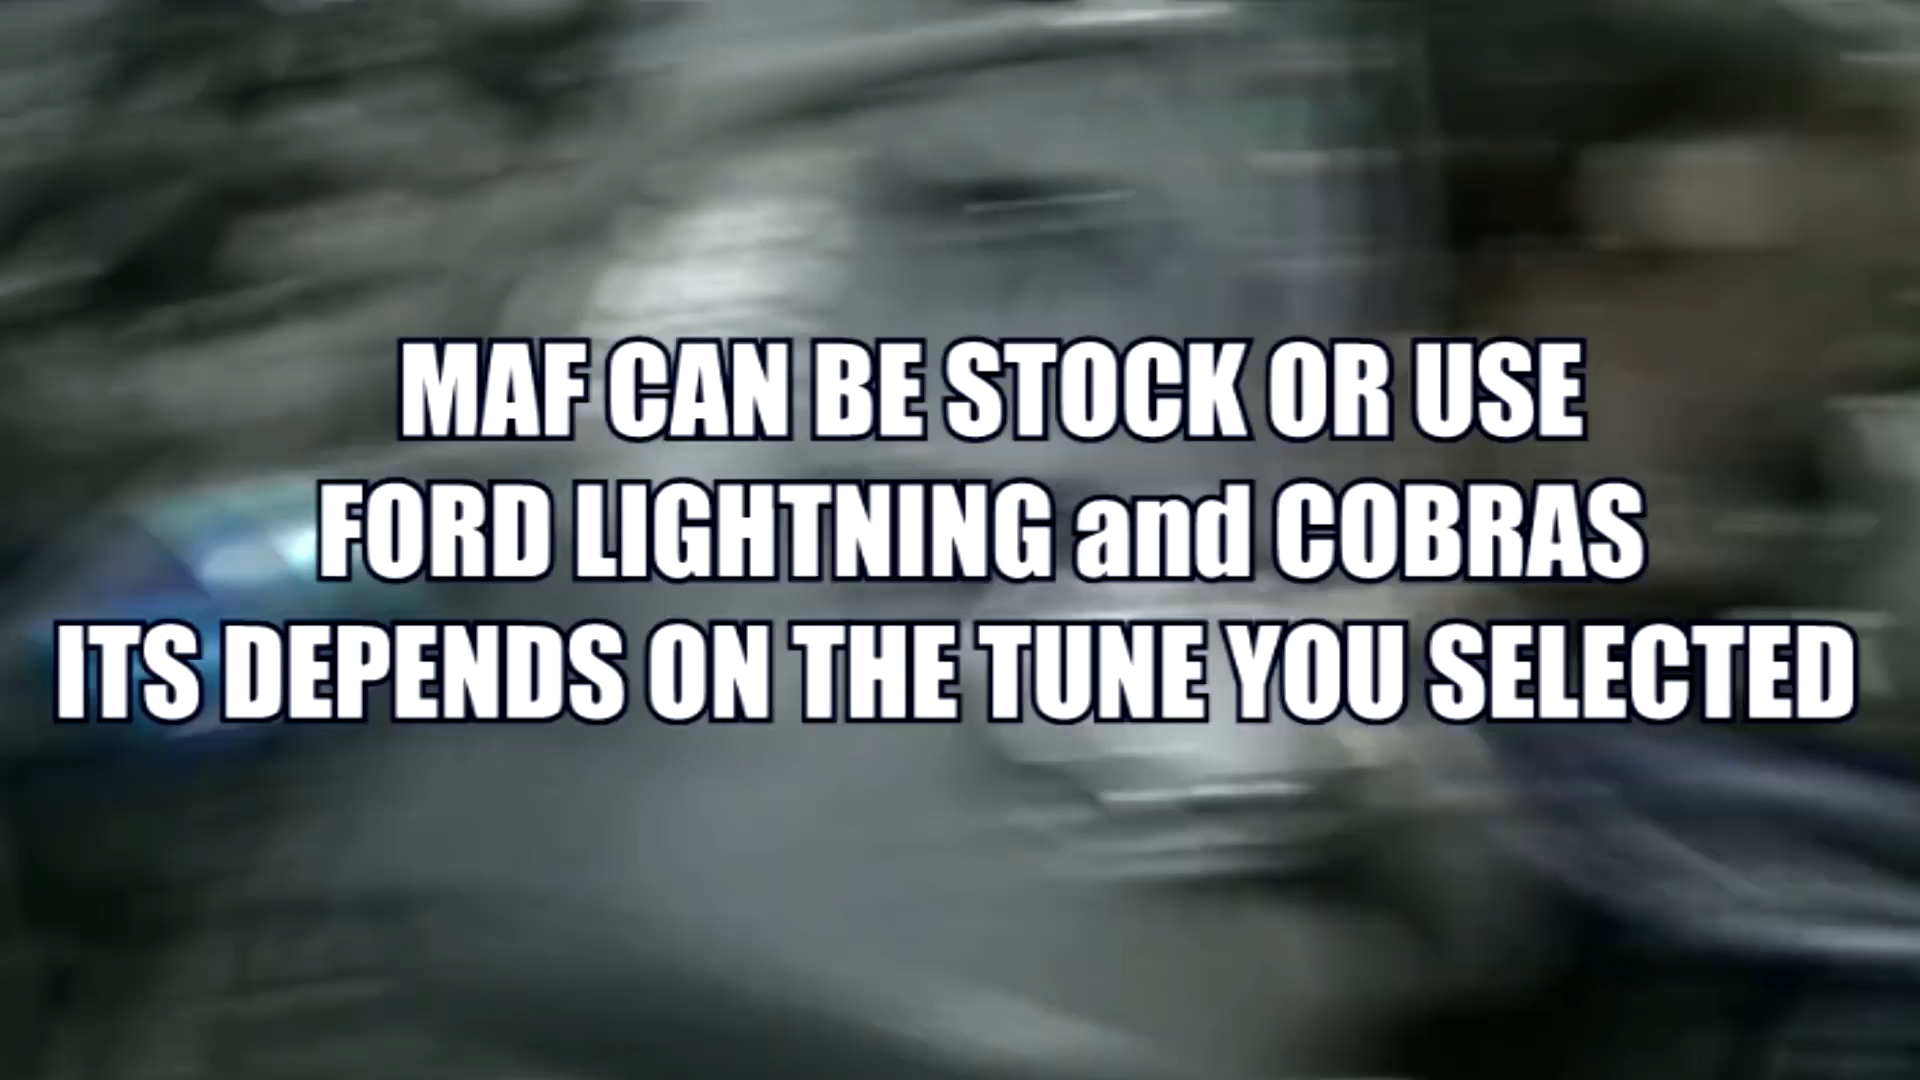 MAF CAN BE STOCK OR USE
FORD LIGHTNING and COBRAS
ITS DEPENDS ON THE TUNE YOU SELECTED